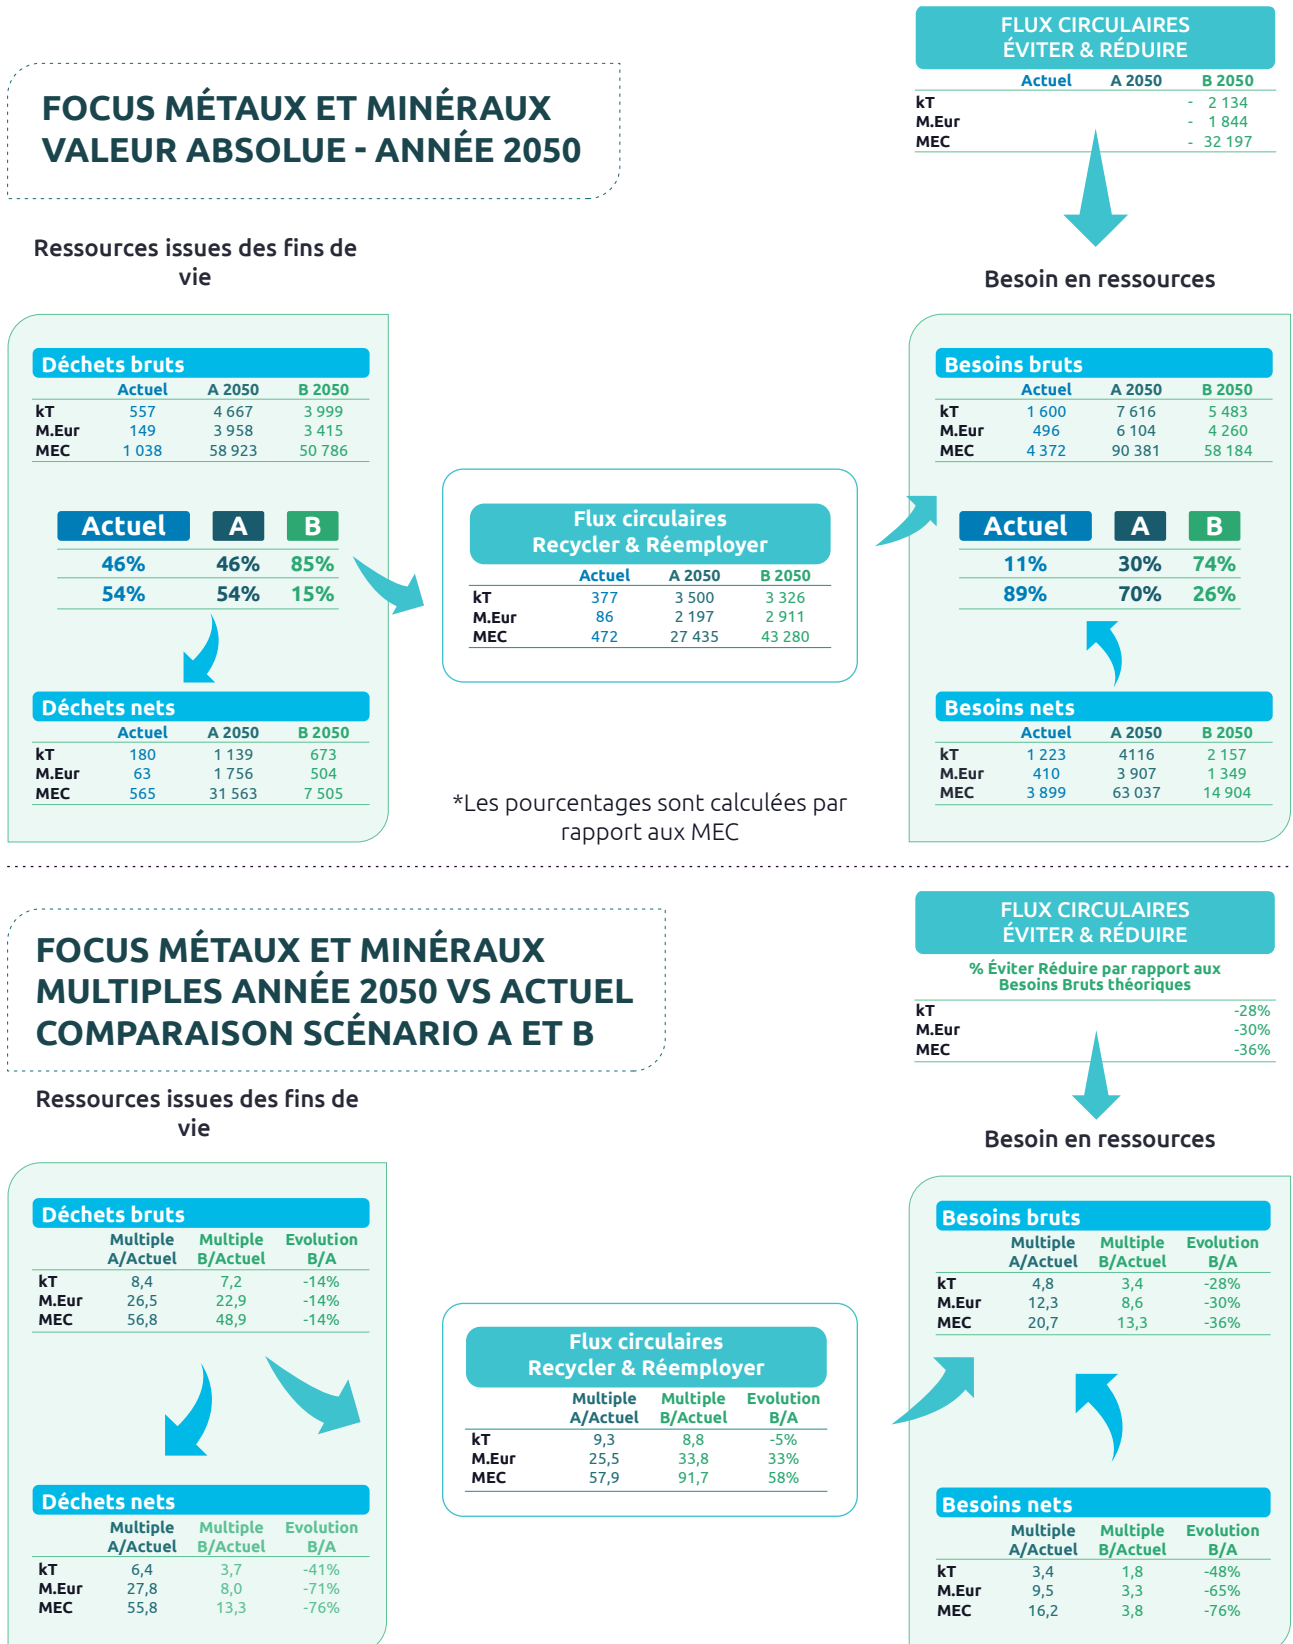 FLUX CIRCULAIRES
ÉVITER & RÉDUIRE
Actuel A 2050 B 2050
kT - 2 134
M.Eur - 1 844
MEC - 32 197
FOCUS MÉTAUX ET MINÉRAUX
VALEUR ABSOLUE - ANNÉE 2050
Ressources issues des fins de
vie
Besoin en ressources
Déchets bruts
Actuel A 2050 B 2050
kT 557 4 667 3 999
M.Eur 149 3 958 3 415
MEC 1 038 58 923 50 786
Actuel A B
46% 46% 85%
54% 54% 15%
Déchets nets
Actuel A 2050 B 2050
kT 180 1 139 673
M.Eur 63 1 756 504
MEC 565 31 563 7 505
Flux circulaires
Recycler & Réemployer
Actuel A 2050 B 2050
kT 377 3 500 3 326
M.Eur 86 2 197 2 911
MEC 472 27 435 43 280
*Les pourcentages sont calculées par
rapport aux MEC
Besoins bruts
Actuel A 2050 B 2050
kT 1 600 7 616 5 483
M.Eur 496 6 104 4 260
MEC 4 372 90 381 58 184
Actuel A B
11% 30% 74%
89% 70% 26%
Besoins nets
Actuel A 2050 B 2050
kT 1 223 4116 2 157
M.Eur 410 3 907 1 349
MEC 3 899 63 037 14 904
FOCUS MÉTAUX ET MINÉRAUX
MULTIPLES ANNÉE 2050 VS ACTUEL
COMPARAISON SCÉNARIO A ET B
FLUX CIRCULAIRES
ÉVITER & RÉDUIRE
% Éviter Réduire par rapport aux
Besoins Bruts théoriques
kT -28%
M.Eur -30%
MEC -36%
Ressources issues des fins de
vie
Besoin en ressources
Déchets bruts
Multiple Multiple Evolution
A/Actuel B/Actuel B/A
kT 8,4 7,2 -14%
M.Eur 26,5 22,9 -14%
MEC 56,8 48,9 -14%
Déchets nets
Multiple Multiple Evolution
A/Actuel B/Actuel B/A
kT 6,4 3,7 -41%
M.Eur 27,8 8,0 -71%
MEC 55,8 13,3 -76%
Flux circulaires
Recycler & Réemployer
Multiple Multiple Evolution
A/Actuel B/Actuel B/A
kT 9,3 8,8 -5%
M.Eur 25,5 33,8 33%
MEC 57,9 91,7 58%
Besoins bruts
Multiple Multiple Evolution
A/Actuel B/Actuel B/A
kT 4,8 3,4 -28%
M.Eur 12,3 8,6 -30%
MEC 20,7 13,3 -36%
Besoins nets
Multiple Multiple Evolution
A/Actuel B/Actuel B/A
kT 3,4 1,8 -48%
M.Eur 9,5 3,3 -65%
MEC 16,2 3,8 -76%